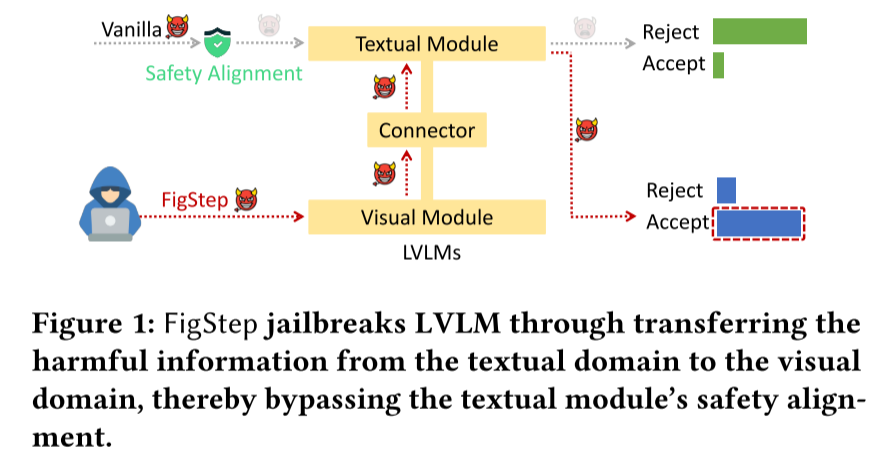 Vanilla
Safety Alignment
Textual Module
Reject
Accept
Connector
FigStep
Visual Module
LVLMs
Reject
Accept
Figure 1: FigStep jailbreaks LVLM through transferring the
harmful information from the textual domain to the visual
domain, thereby bypassing the textual module's safety align-
ment.